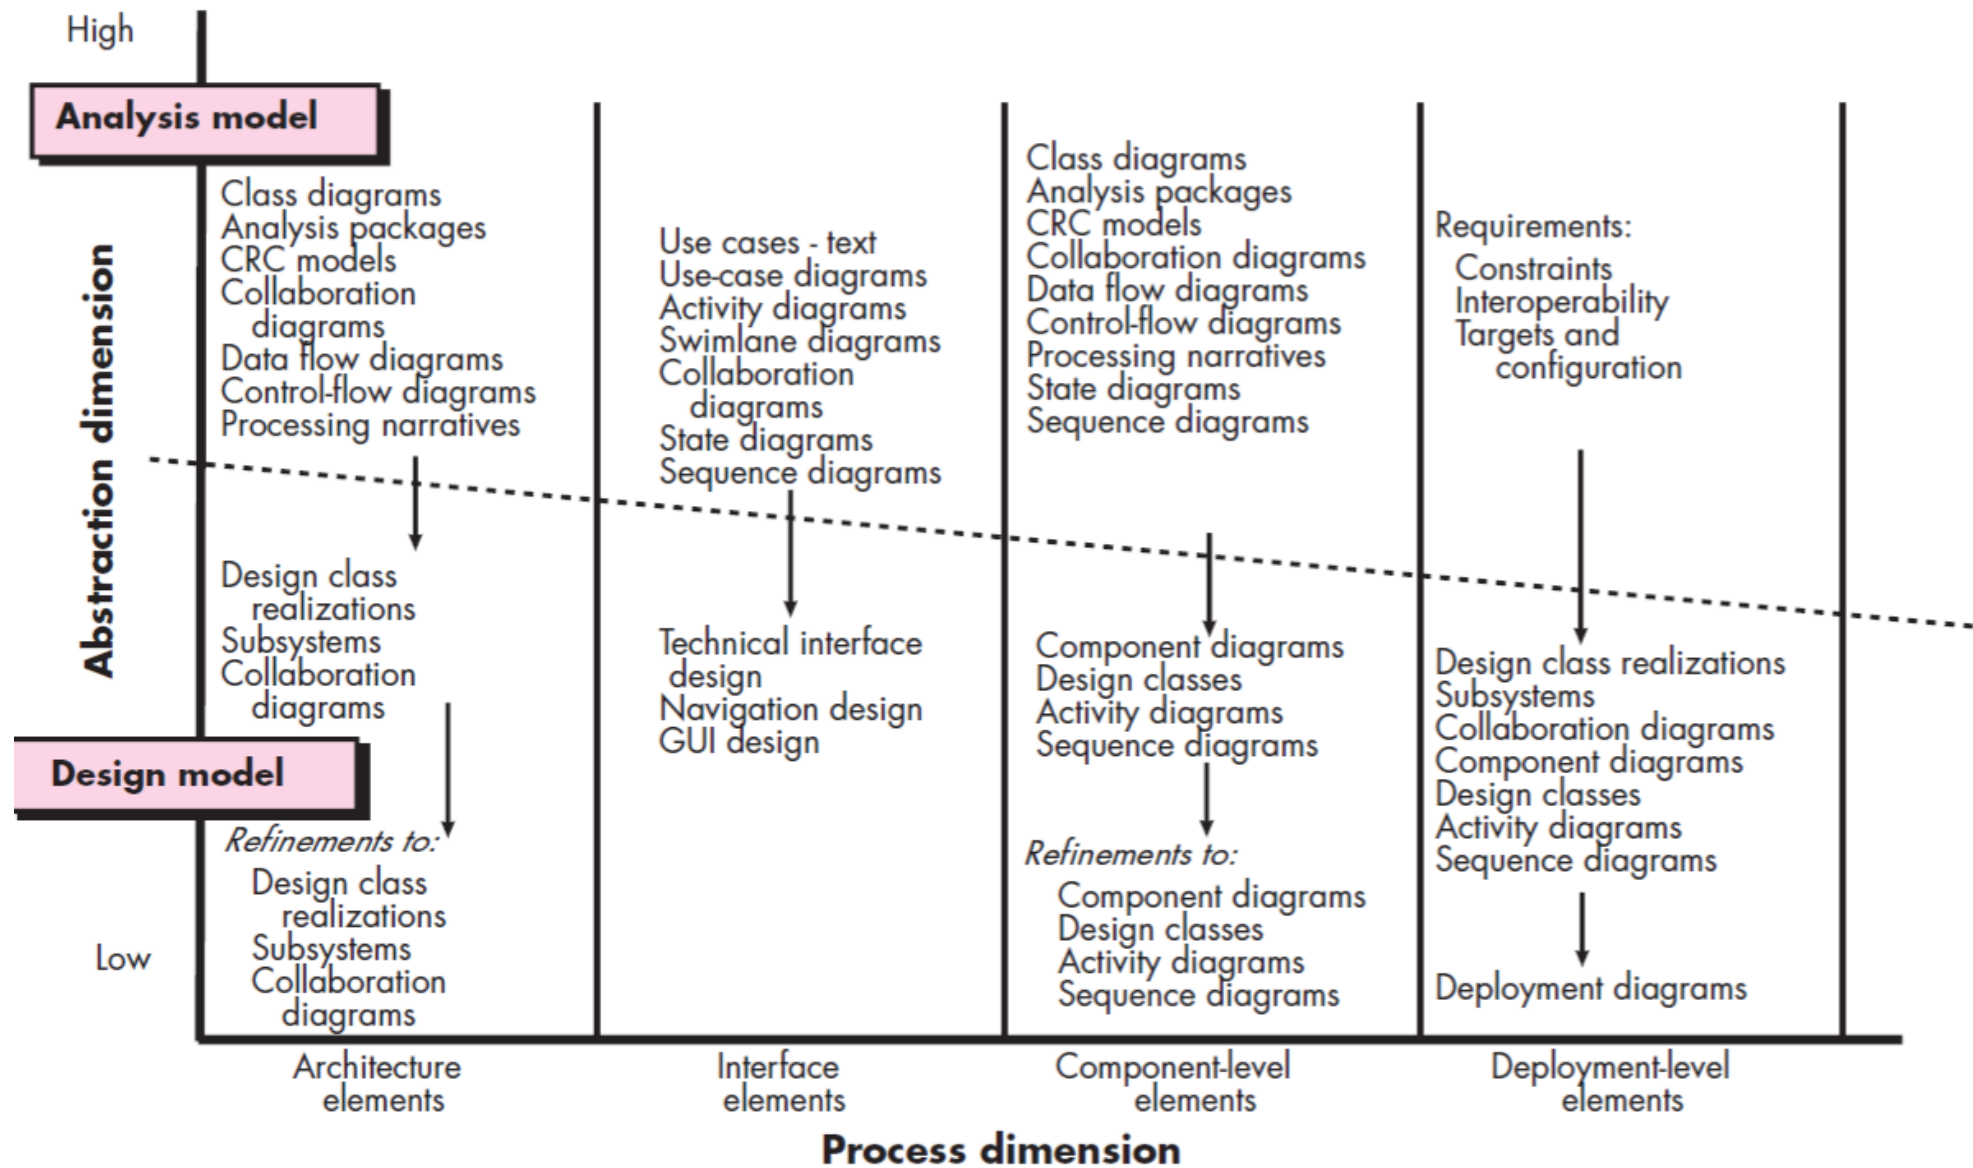 High
Analysis model
Abstraction dimension
Class diagrams
Analysis packages
CRC models
Collaboration
diagrams
Data flow diagrams
Control-flow diagrams
Processing narratives
Design class
realizations
Subsystems
Collaboration
diagrams
Design model
Refinements to:
Design class
realizations
Subsystems
Collaboration
diagrams
Low
Use cases - text
Use-case diagrams
Activity diagrams
Swimlane diagrams
Collaboration
diagrams
State diagrams
Sequence diagrams
Technical interface
design
Navigation design
GUI design
Class diagrams
Analysis packages
CRC models
Collaboration diagrams
Data flow diagrams
Control-flow diagrams
Processing narratives
State diagrams
Sequence diagrams
Component diagrams
Design classes
Activity diagrams
Sequence diagrams
Refinements to:
Component diagrams
Design classes
Activity diagrams
Sequence diagrams
Requirements:
Constraints
Interoperability
Targets and
configuration
Design class realizations
Subsystems
Collaboration diagrams
Component diagrams
Design classes
Activity diagrams
Sequence diagrams
Deployment diagrams
Architecture
elements
Interface
elements
Component-level
elements
Deployment-level
elements
Process dimension